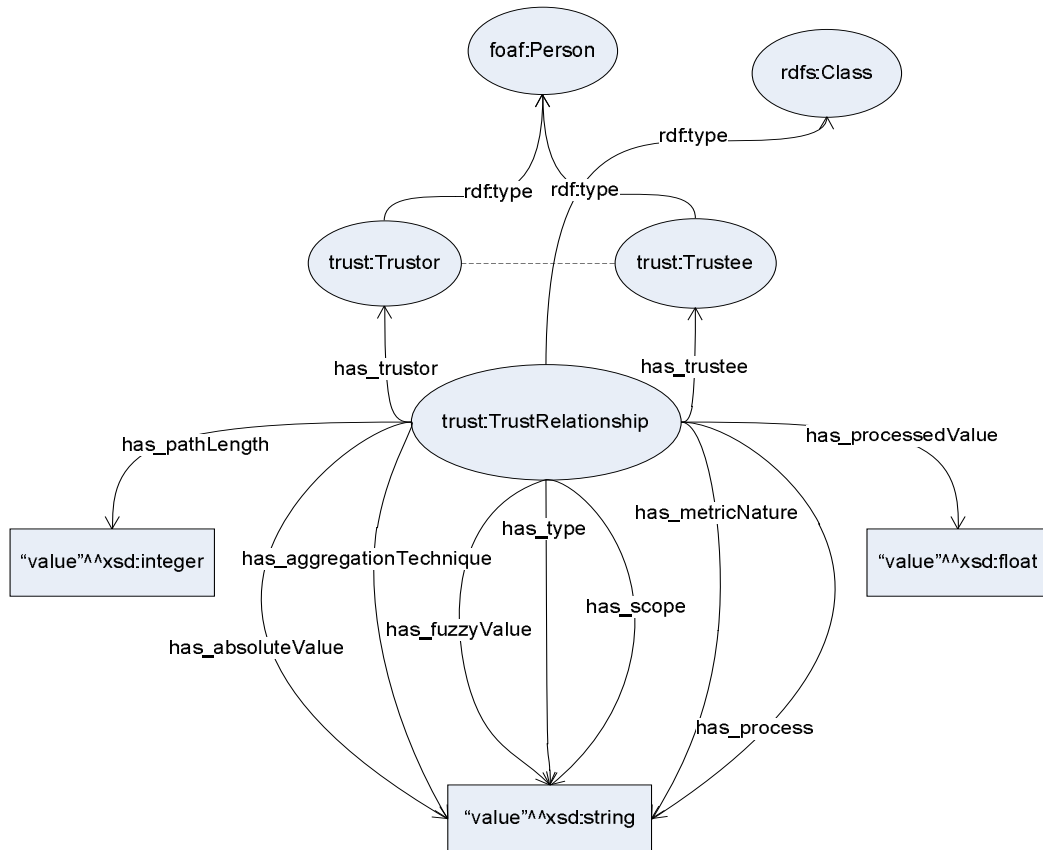 foaf:Person
rdfs:Class
rdf:type
rdf:type
rdf:type
trust:Trustor
trust:Trustee
has_trustor
has_trustee
trust:TrustRelationship
has_pathLength
has_processedValue
has_metricNature
has_type
“value”^^xsd:integer
has_aggregationTechnique
“value”^^xsd:float
has_scope
has_fuzzyValue
has_absoluteValue
has_process
“value”^^xsd:string